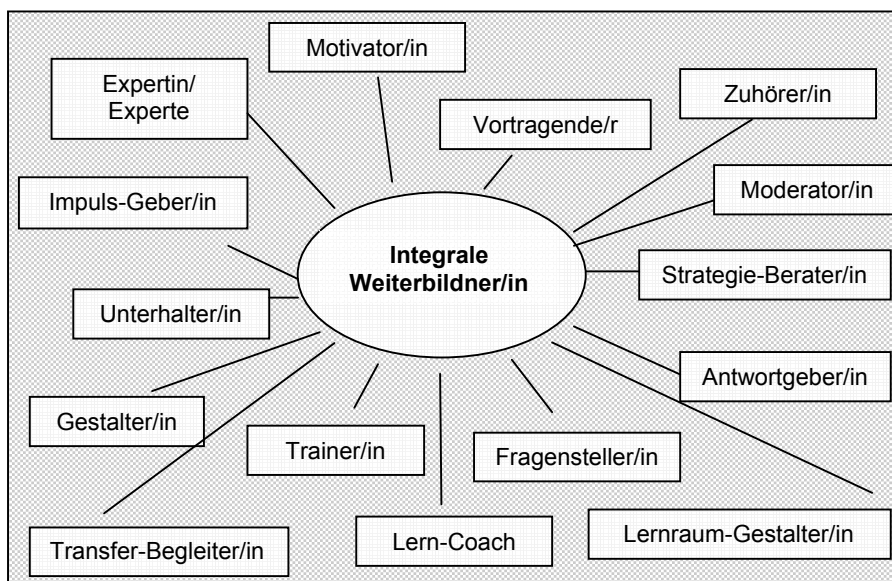 Motivator/in
Expertin/
Experte
Zuhörer/in
Vortragende/r
Impuls-Geber/in
Moderator/in
Integrale
Weiterbildner/in
Strategie-Berater/in
Unterhalter/in
Antwortgeber/in
Gestalter/in
Trainer/in
Fragensteller/in
Transfer-Begleiter/in
Lern-Coach
Lernraum-Gestalter/in